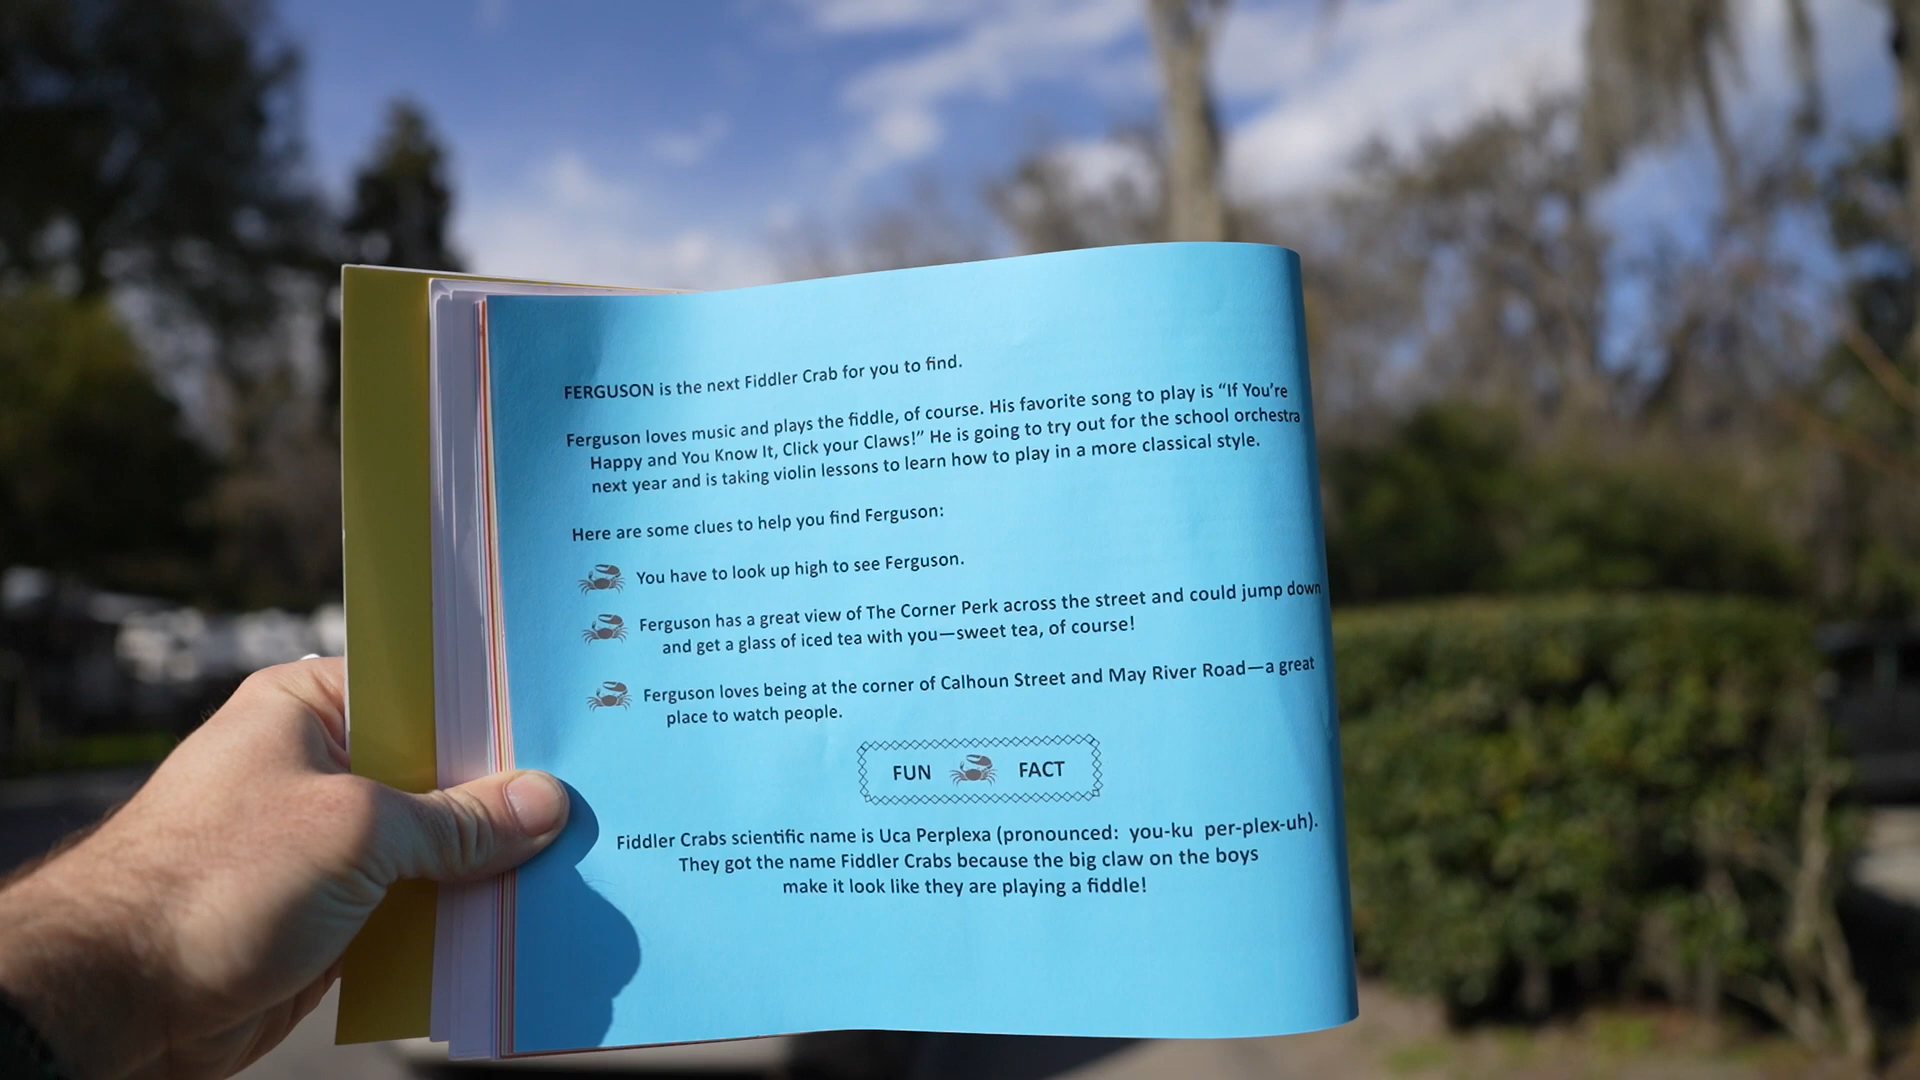 FERGUSON is the next Fiddler Crab for you to find.
Ferguson loves music and plays the fiddle, of course. His favorite song to play is “If You’re
Happy and You Know It, Click your Claws!” He is going to try out for the school orchestra
next year and is taking violin lessons to learn how to play in a more classical style.
Here are some clues to help you find Ferguson:
You have to look up high to see Ferguson.
Ferguson has a great view of The Corner Perk across the street and could jump down
and get a glass of iced tea with you—sweet tea, of course!
Ferguson loves being at the corner of Calhoun Street and May River Road—a great
place to watch people.
FUN FACT
Fiddler Crabs scientific name is Uca Perplexa (pronounced: you-ku per-plex-uh).
They got the name Fiddler Crabs because the big claw on the boys
make it look like they are playing a fiddle!